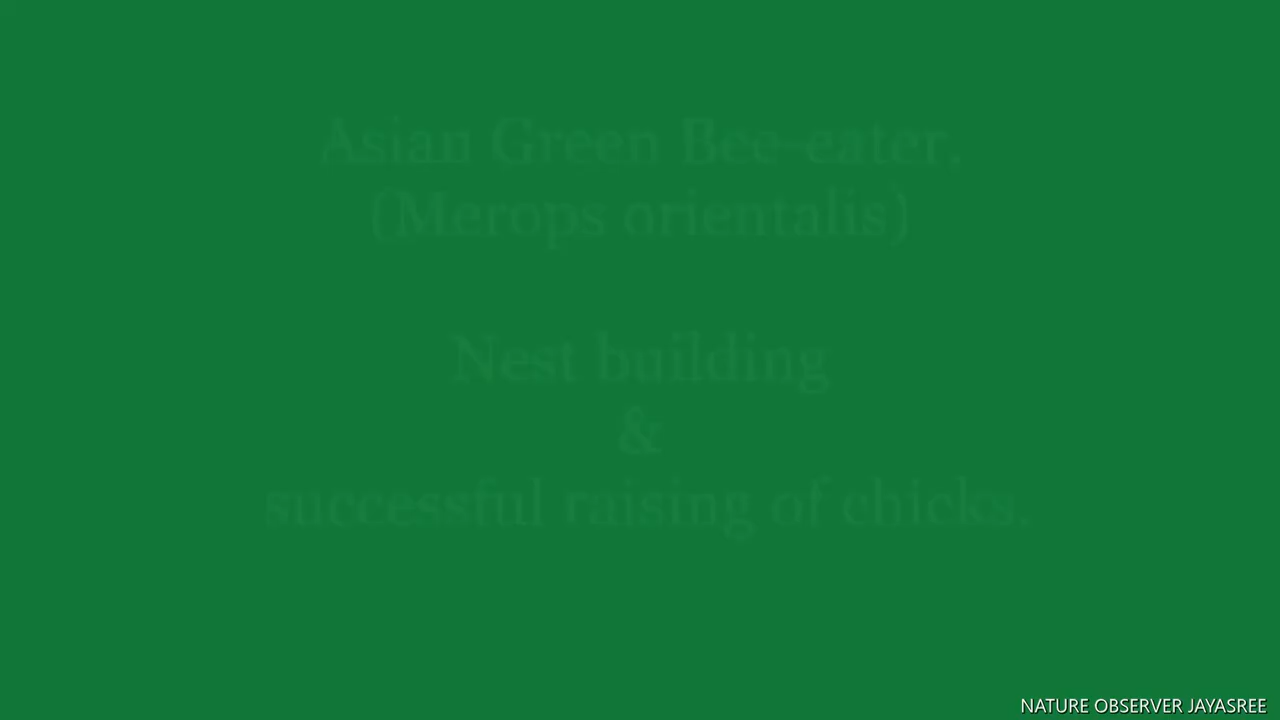 Asian Green Bee-eater,
(Merops orientalis)
Nest building
&
successful raising of chicks.
NATURE OBSERVER JAYASREE